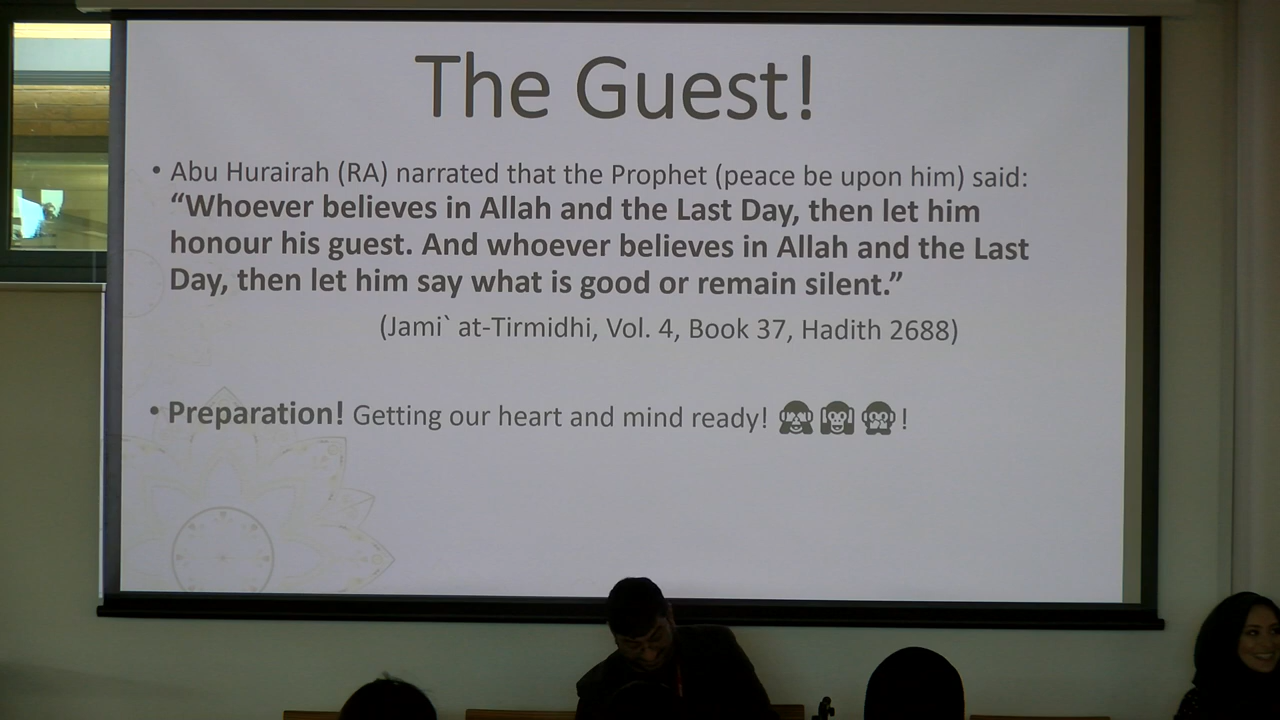 The Guest!
• Abu Hurairah (RA) narrated that the Prophet (peace be upon him) said:
“Whoever believes in Allah and the Last Day, then let him
honour his guest. And whoever believes in Allah and the Last
Day, then let him say what is good or remain silent.”
(Jami` at-Tirmidhi, Vol. 4, Book 37, Hadith 2688)
• Preparation! Getting our heart and mind ready! 🙈🙉🙊!